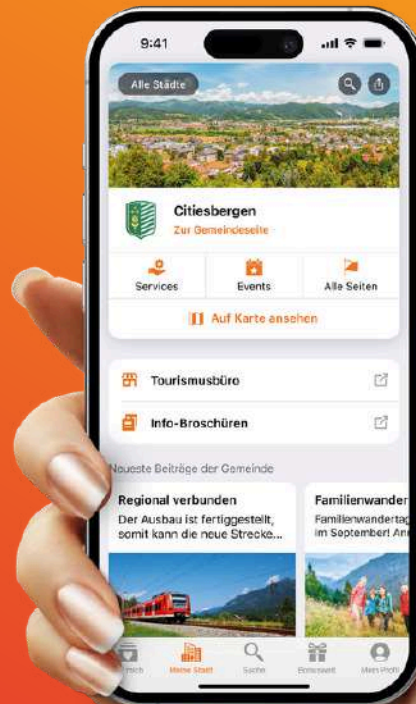 9:41
Alle Städte
Citiesbergen
Zur Gemeindeseite
Services
Events
Alle Seiten
Auf Karte ansehen
Tourismusbüro
Info-Broschüren
Neueste Beiträge der Gemeinde
Regional verbunden
Der Ausbau ist fertiggestellt,
somit kann die neue Strecke...
Familienwander
Familienwandertag
im September!
Meine Stadt
Suche
Bonuswelt
Mein Profil